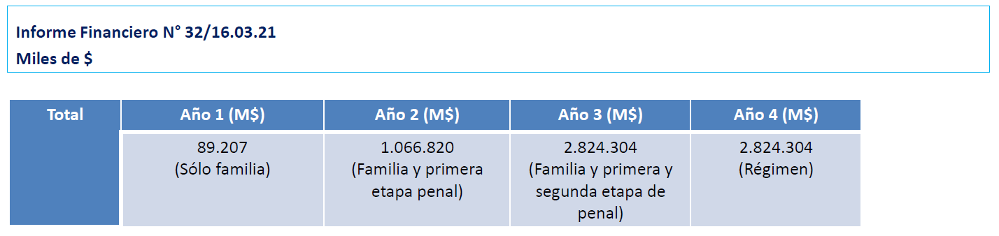 Informe Financiero N° 32/16.03.21
Miles de $
Total
Año 1 (M$)
Año 2 (M$)
Año 3 (M$)
Año 4 (M$)
89.207
(Sólo familia)
1.066.820
(Familia y primera
etapa penal)
2.824.304
(Familia y primera y
segunda etapa de
penal)
2.824.304
(Régimen)